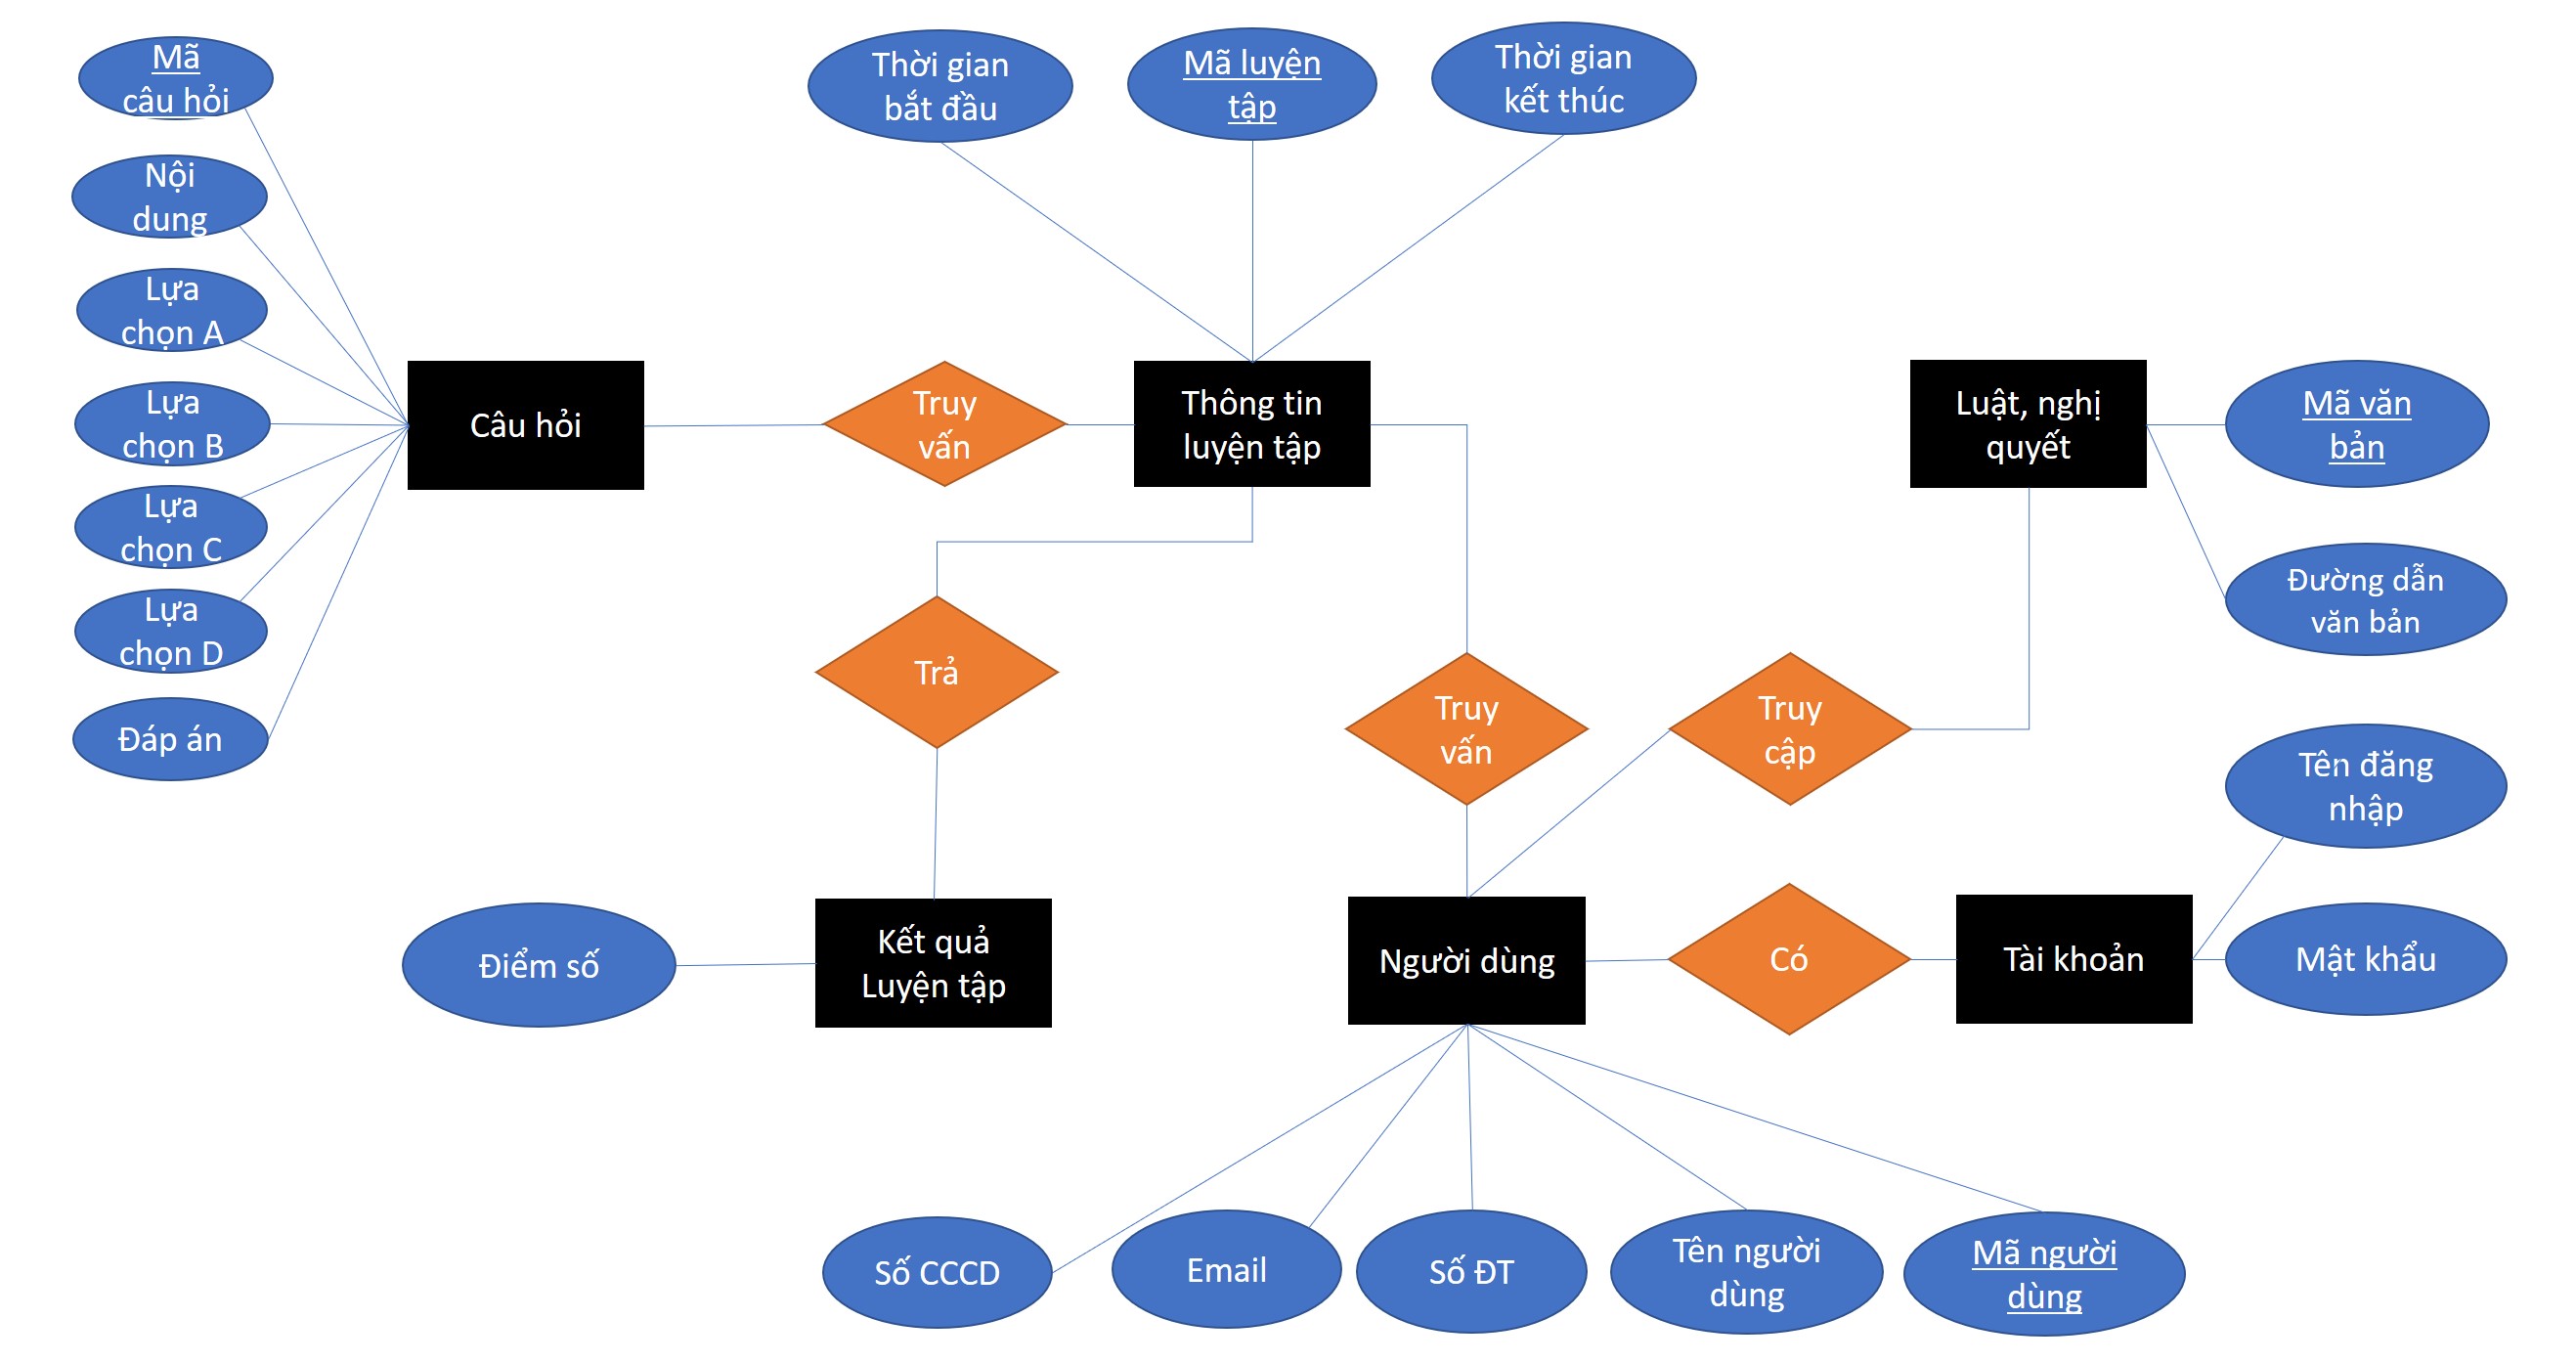 Mã
câu hỏi
Nội
dung
Lựa
chọn A
Lựa
chọn B
Lựa
chọn C
Lựa
chọn D
Đáp án
Câu hỏi
Truy
vấn
Thời gian
bắt đầu
Mã luyện
tập
Thời gian
kết thúc
Thông tin
luyện tập
Luật, nghị
quyết
Mã văn
bản
Đường dẫn
văn bản
Trả
Truy
vấn
Truy
cập
Tên đăng
nhập
Điểm số
Kết quả
Luyện tập
Người dùng
Có
Tài khoản
Mật khẩu
Số CCCD
Email
Số ĐT
Tên người
dùng
Mã người
dùng